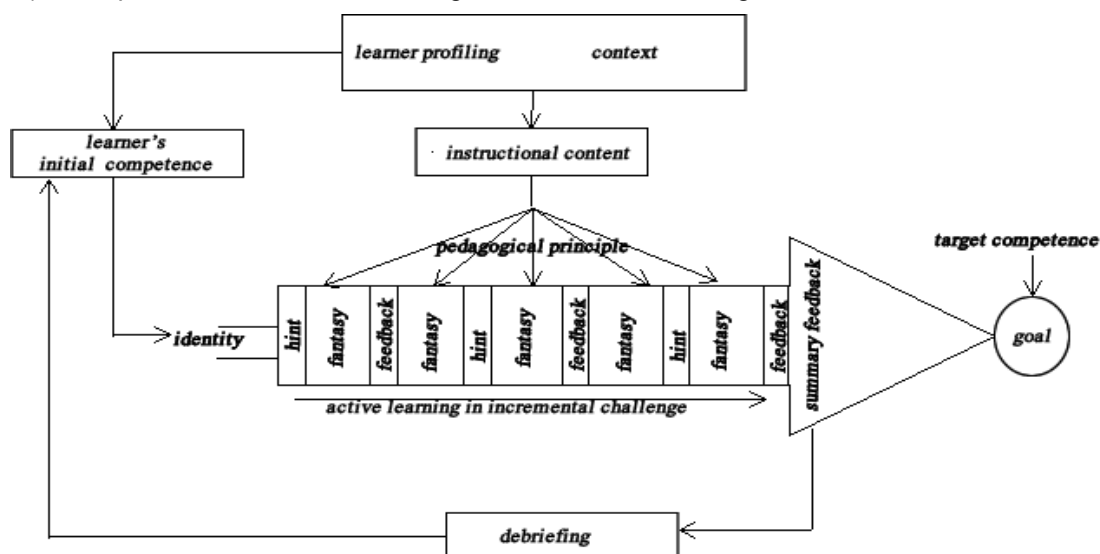 learner profiling context
learner's
initial competence
instructional content
pedagogical principle
target competence
identity
hint
fantasy
feedback
fantasy
hint
fantasy
feedback
fantasy
hint
fantasy
feedback
summary feedback
goal
active learning in incremental challenge
debriefing